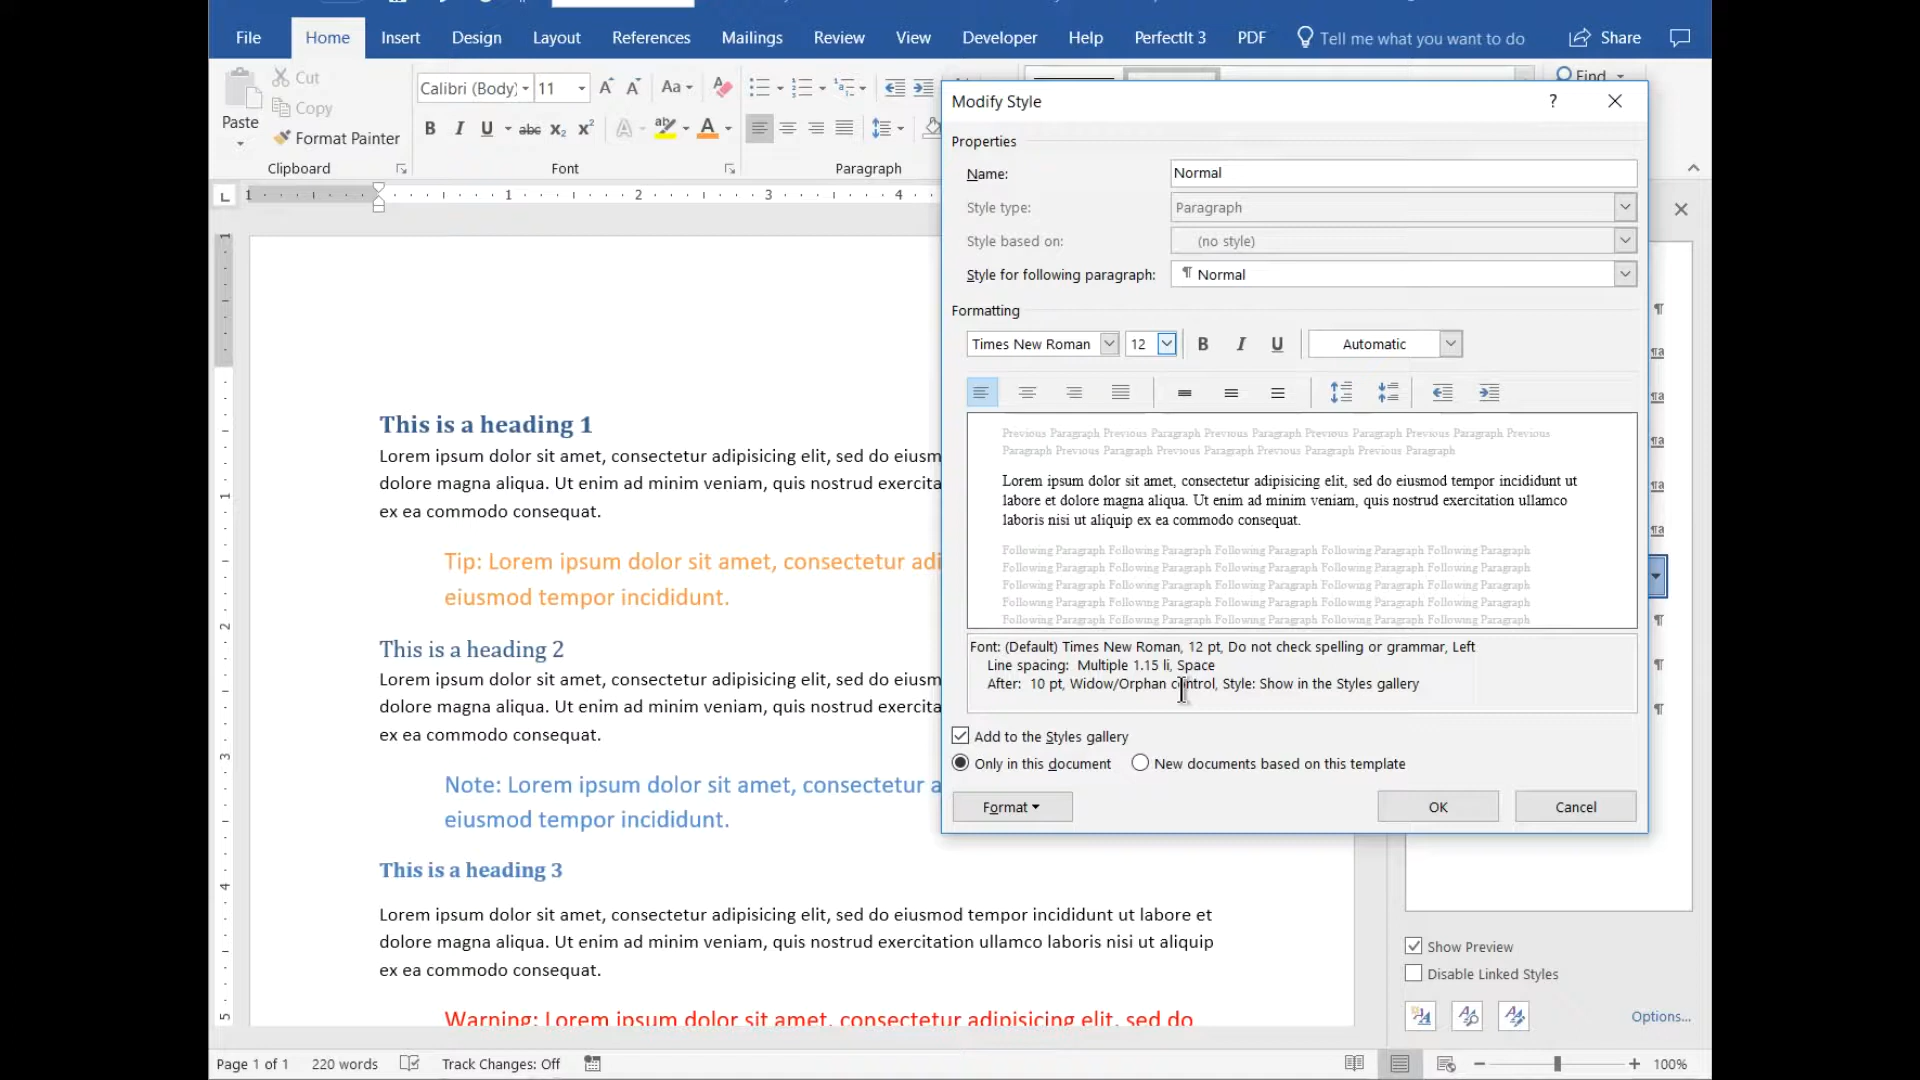 File Home Insert Design Layout References Mailings Review View Developer Help PerfectIt 3 PDF Tell me what you want to do Share
Paste
Cut
Copy
Format Painter
Clipboard
Calibri (Body) 11
Aa
B I U abc x₂ x² A ab A
Font
Paragraph
Find
1 1 2 3 4
Modify Style ?
Properties
Name: Normal
Style type: Paragraph
Style based on: (no style)
Style for following paragraph: ¶ Normal
Formatting
Times New Roman 12 B I U Automatic
Previous Paragraph Previous Paragraph Previous Paragraph Previous Paragraph Previous Paragraph Previous
Paragraph Previous Paragraph Previous Paragraph Previous Paragraph Previous Paragraph
Lorem ipsum dolor sit amet, consectetur adipisicing elit, sed do eiusmod tempor incididunt ut
labore et dolore magna aliqua. Ut enim ad minim veniam, quis nostrud exercitation ullamco
laboris nisi ut aliquip ex ea commodo consequat.
Following Paragraph Following Paragraph Following Paragraph Following Paragraph Following Paragraph
Following Paragraph Following Paragraph Following Paragraph Following Paragraph Following Paragraph
Following Paragraph Following Paragraph Following Paragraph Following Paragraph Following Paragraph
Following Paragraph Following Paragraph Following Paragraph Following Paragraph Following Paragraph
Following Paragraph Following Paragraph Following Paragraph Following Paragraph Following Paragraph
Font: (Default) Times New Roman, 12 pt, Do not check spelling or grammar, Left
Line spacing: Multiple 1.15 li, Space
After: 10 pt, Widow/Orphan control, Style: Show in the Styles gallery
Add to the Styles gallery
Only in this document New documents based on this template
Format OK Cancel
This is a heading 1
Lorem ipsum dolor sit amet, consectetur adipisicing elit, sed do eiusm
dolore magna aliqua. Ut enim ad minim veniam, quis nostrud exercita
ex ea commodo consequat.
Tip: Lorem ipsum dolor sit amet, consectetur adi
eiusmod tempor incididunt.
This is a heading 2
Lorem ipsum dolor sit amet, consectetur adipisicing elit, sed do eiusm
dolore magna aliqua. Ut enim ad minim veniam, quis nostrud exercita
ex ea commodo consequat.
Note: Lorem ipsum dolor sit amet, consectetur a
eiusmod tempor incididunt.
This is a heading 3
Lorem ipsum dolor sit amet, consectetur adipisicing elit, sed do eiusmod tempor incididunt ut labore et
dolore magna aliqua. Ut enim ad minim veniam, quis nostrud exercitation ullamco laboris nisi ut aliquip
ex ea commodo consequat.
Warning: Lorem ipsum dolor sit amet, consectetur adipisicing elit, sed do
Show Preview
Disable Linked Styles
Options...
Page 1 of 1 220 words Track Changes: Off 100%